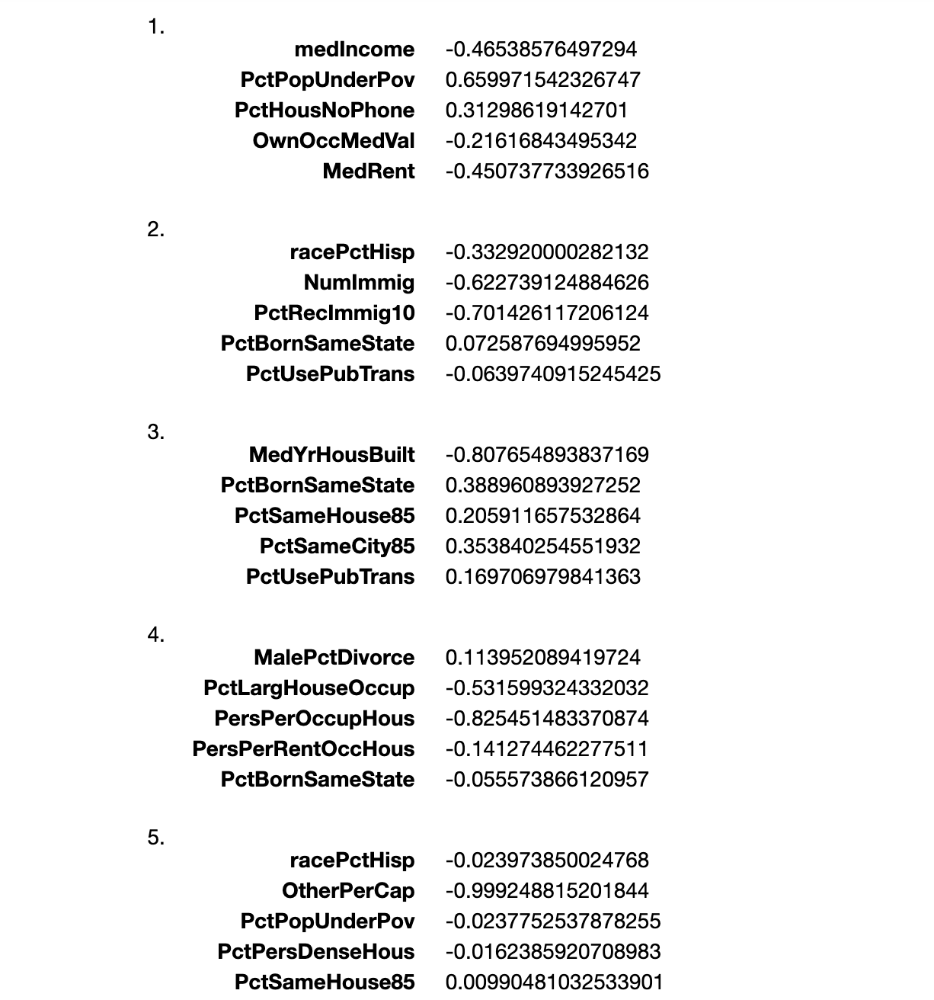 1.
medIncome -0.46538576497294
PctPopUnderPov 0.659971542326747
PctHousNoPhone 0.31298619142701
OwnOccMedVal -0.21616843495342
MedRent -0.450737733926516
2.
racePctHisp -0.332920000282132
NumImmig -0.622739124884626
PctRecImmig10 -0.701426117206124
PctBornSameState 0.072587694995952
PctUsePubTrans -0.0639740915245425
3.
MedYrHousBuilt -0.807654893837169
PctBornSameState 0.388960893927252
PctSameHouse85 0.205911657532864
PctSameCity85 0.353840254551932
PctUsePubTrans 0.169706979841363
4.
MalePctDivorce 0.113952089419724
PctLargHouseOccup -0.531599324332032
PersPerOccupHous -0.825451483370874
PersPerRentOccHous -0.141274462277511
PctBornSameState -0.055573866120957
5.
racePctHisp -0.023973850024768
OtherPerCap -0.999248815201844
PctPopUnderPov -0.0237752537878255
PctPersDenseHous -0.0162385920708983
PctSameHouse85 0.00990481032533901